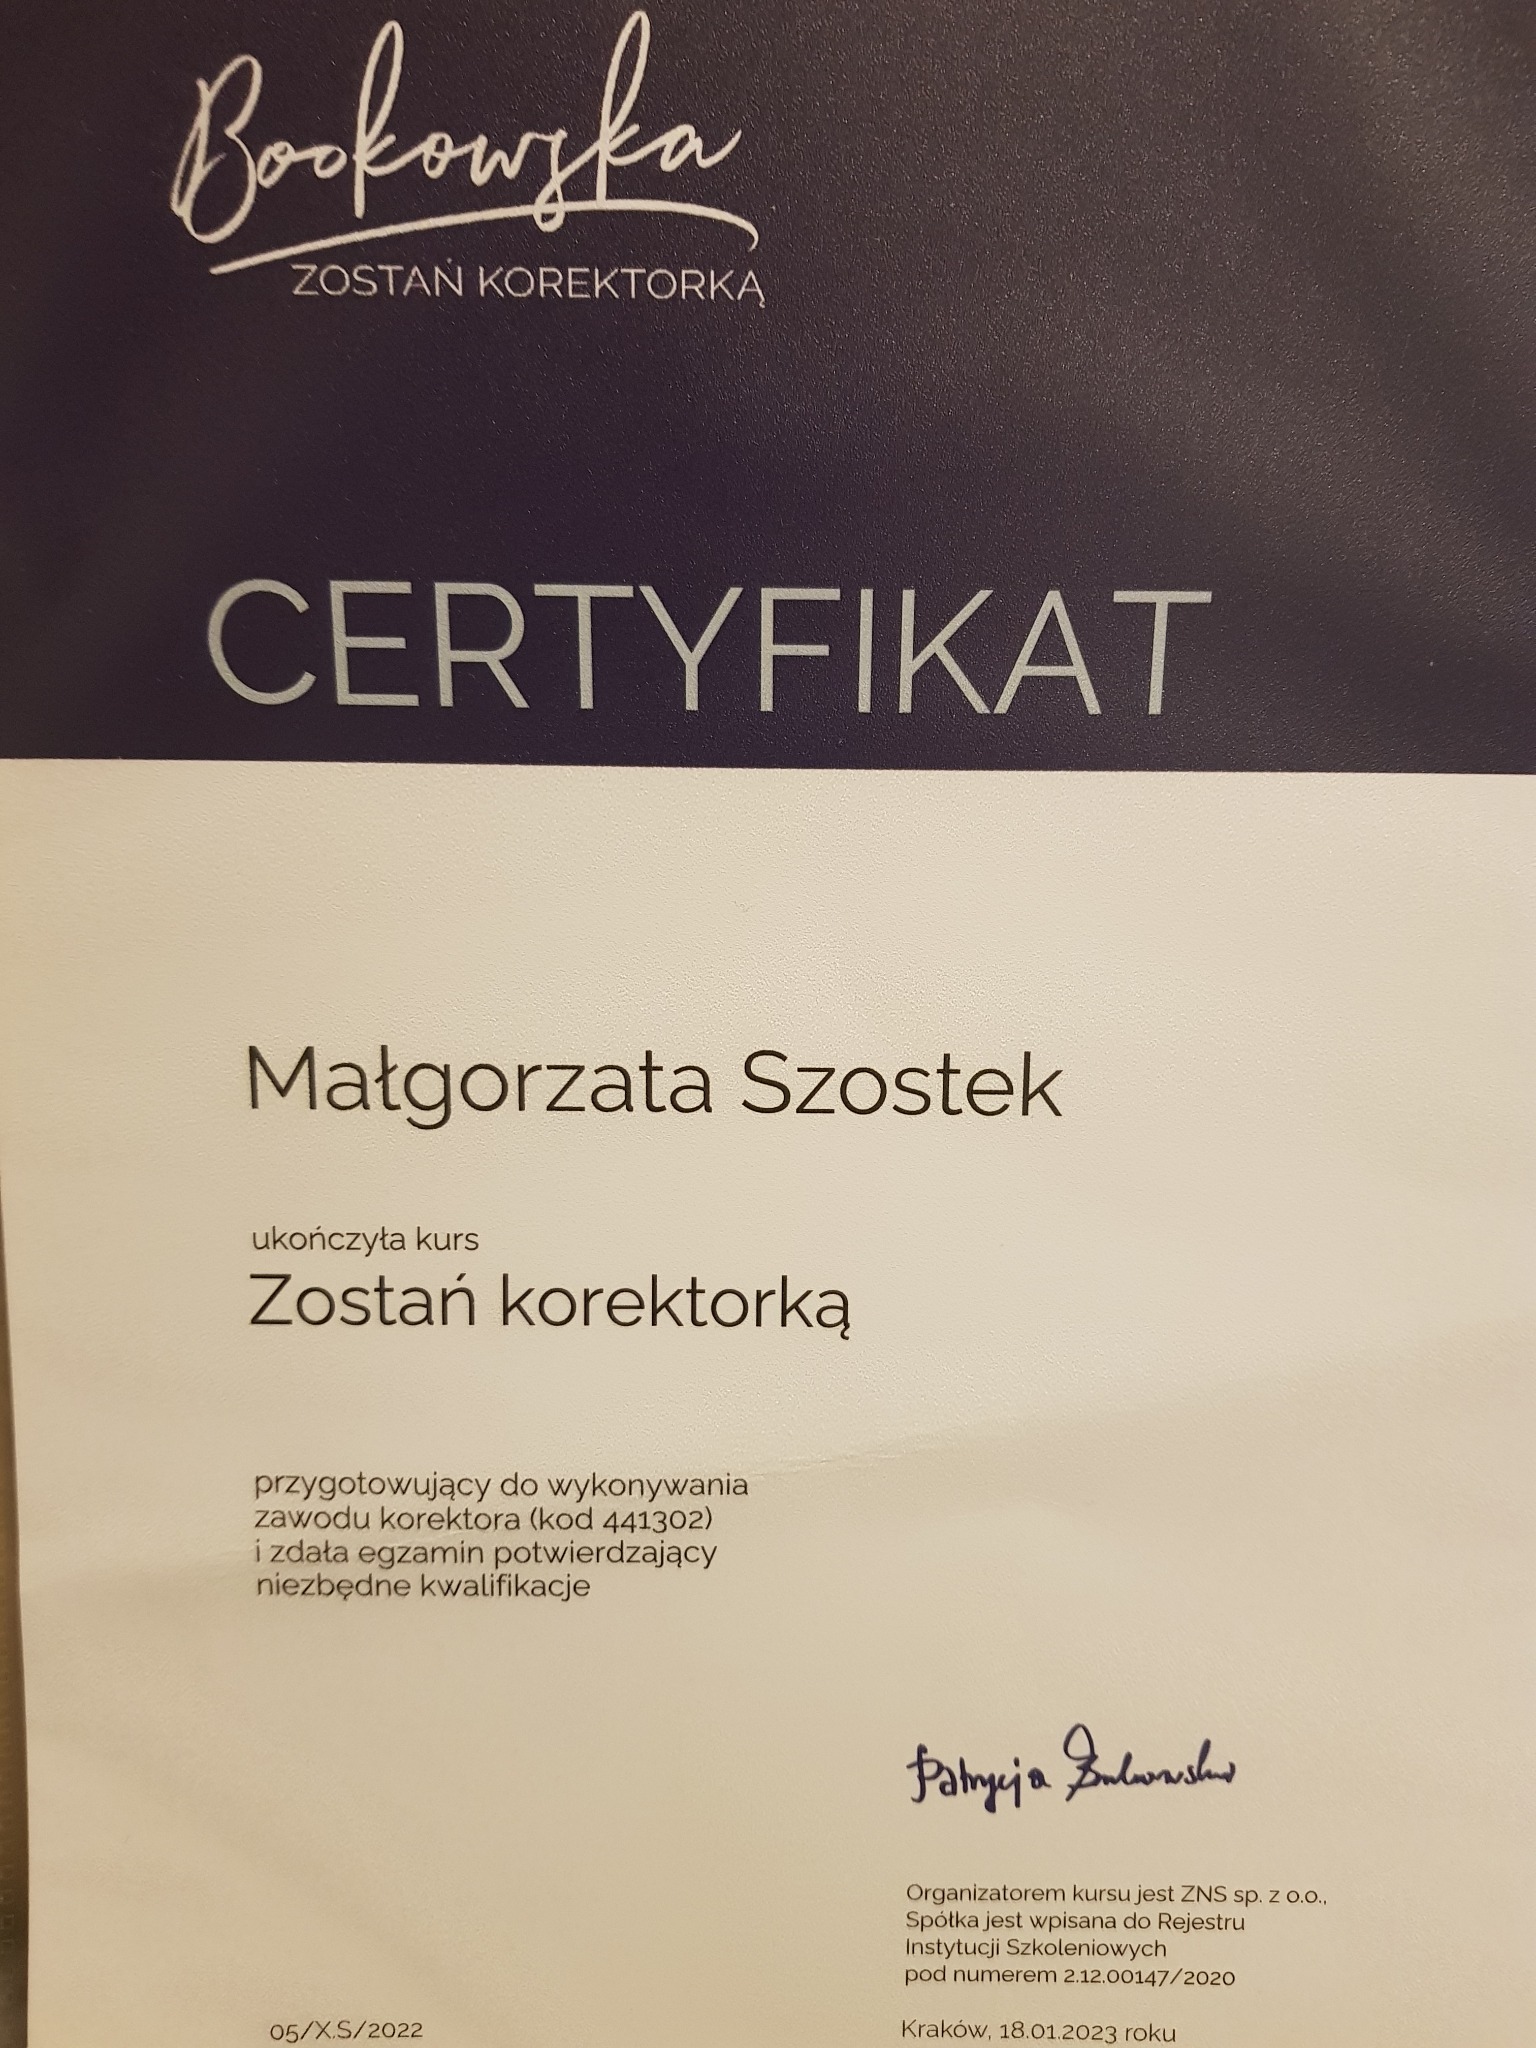 Bookowska
ZOSTAŃ KOREKTORKĄ
CERTYFIKAT
Małgorzata Szostek
ukończyła kurs
Zostań korektorką
przygotowujący do wykonywania
zawodu korektora (kod 441302)
i zdała egzamin potwierdzający
niezbędne kwalifikacje
Patrycja
Organizatorem kursu jest ZNS sp. z o.o.,
Spółka jest wpisana do Rejestru
Instytucji Szkoleniowych
pod numerem 2.12.00147/2020
05/X.S/2022
Kraków, 18.01.2023 roku